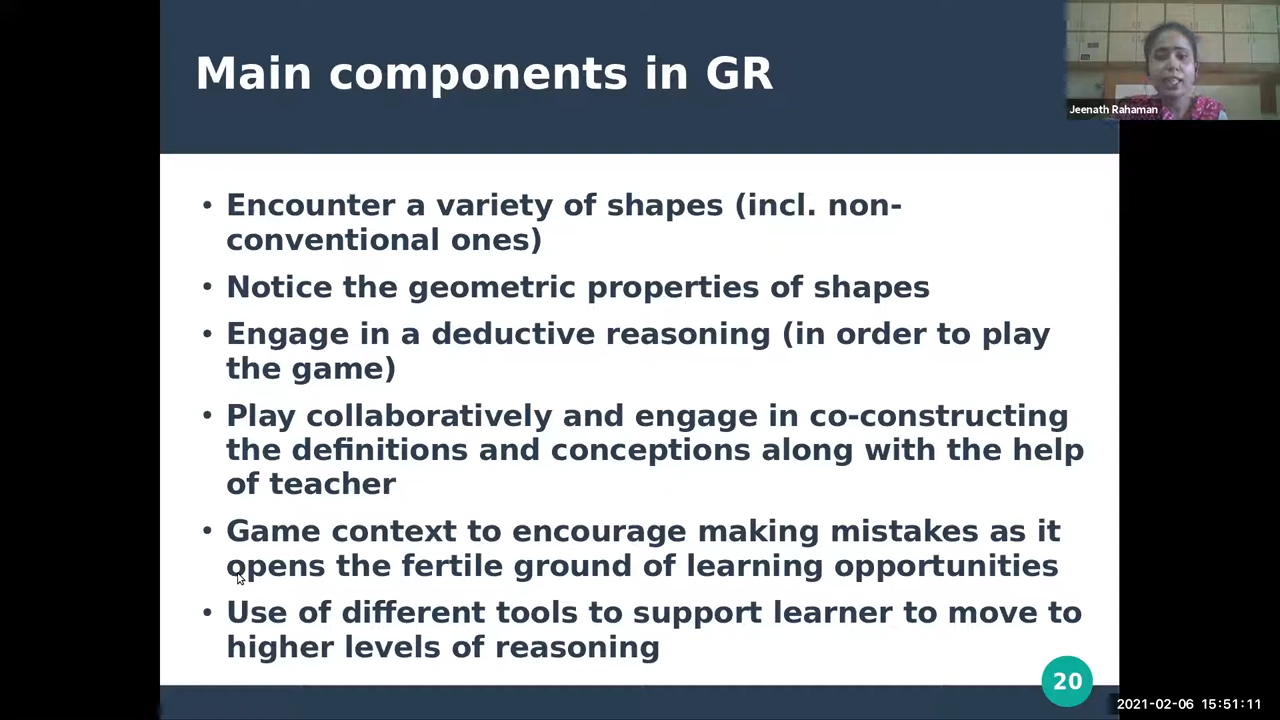 Main components in GR
Jeenath Rahaman
• Encounter a variety of shapes (incl. non-
conventional ones)
• Notice the geometric properties of shapes
• Engage in a deductive reasoning (in order to play
the game)
• Play collaboratively and engage in co-constructing
the definitions and conceptions along with the help
of teacher
• Game context to encourage making mistakes as it
opens the fertile ground of learning opportunities
• Use of different tools to support learner to move to
higher levels of reasoning
20
2021-02-06 15:51:11